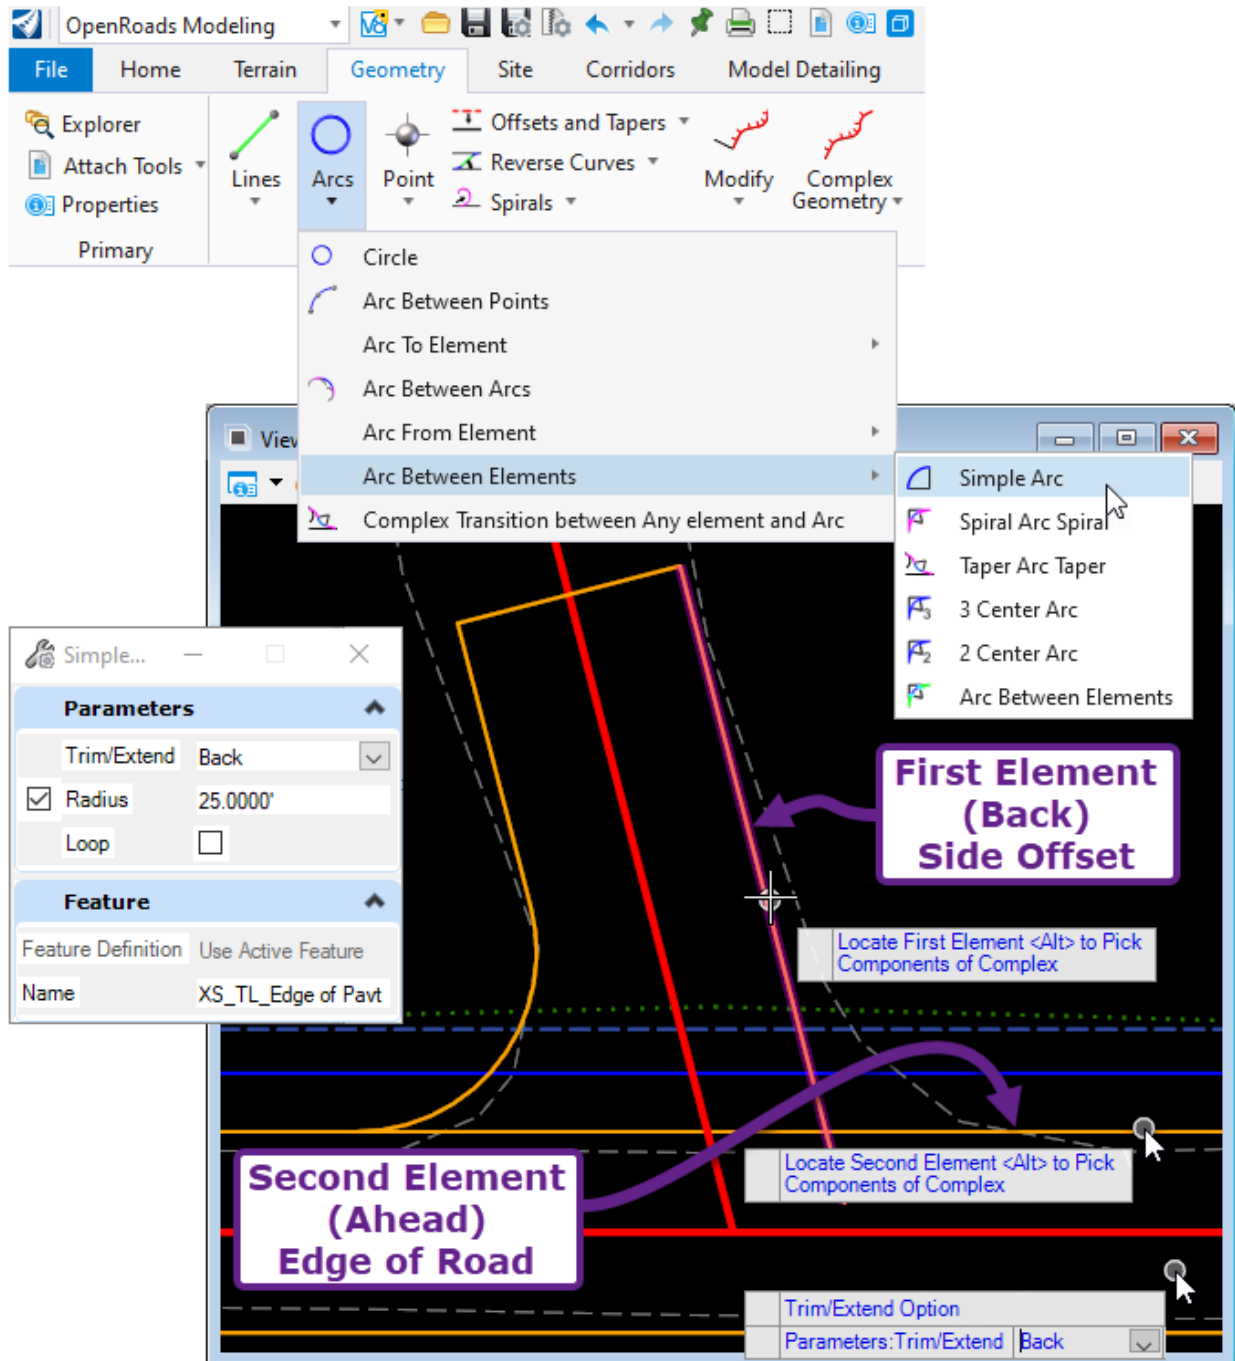 OpenRoads Modeling
File Home Terrain Geometry Site Corridors Model Detailing
Explorer
Attach Tools
Properties
Primary
Lines
Arcs
Point
Offsets and Tapers
Reverse Curves
Spirals
Modify
Complex
Geometry
Circle
Arc Between Points
Arc To Element
Arc Between Arcs
Arc From Element
Arc Between Elements
Complex Transition between Any element and Arc
Simple Arc
Spiral Arc Spiral
Taper Arc Taper
3 Center Arc
2 Center Arc
Arc Between Elements
Simple...
Parameters
Trim/Extend Back
Radius 25.0000'
Loop
Feature
Feature Definition Use Active Feature
Name XS_TL_Edge of Pavt
First Element
(Back)
Side Offset
Locate First Element <Alt> to Pick
Components of Complex
Second Element
(Ahead)
Edge of Road
Locate Second Element <Alt> to Pick
Components of Complex
Trim/Extend Option
Parameters:Trim/Extend Back